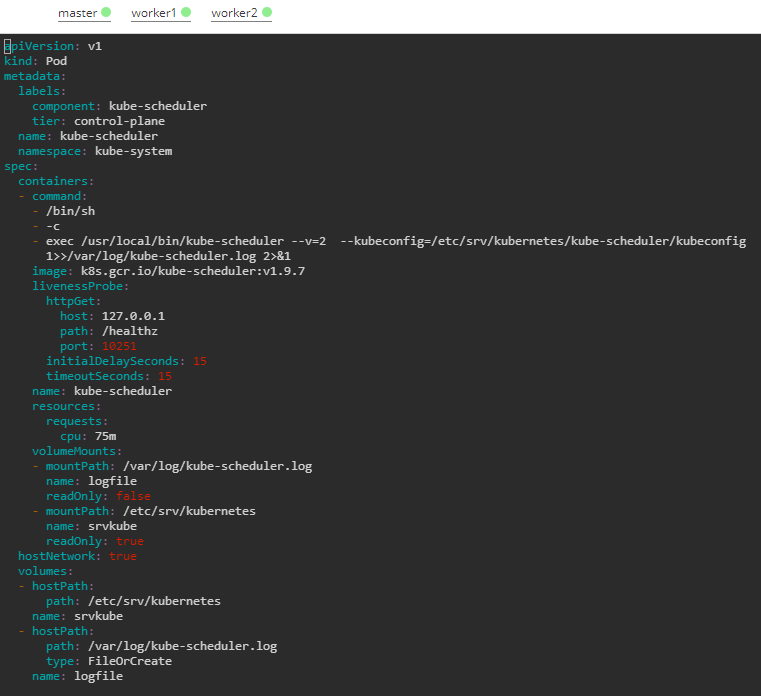 master worker1 worker2
apiVersion: v1
kind: Pod
metadata:
  labels:
    component: kube-scheduler
    tier: control-plane
  name: kube-scheduler
  namespace: kube-system
spec:
  containers:
  - command:
    - /bin/sh
    - -c
    - exec /usr/local/bin/kube-scheduler --v=2  --kubeconfig=/etc/srv/kubernetes/kube-scheduler/kubeconfig
      1>>/var/log/kube-scheduler.log 2>&1
    image: k8s.gcr.io/kube-scheduler:v1.9.7
    livenessProbe:
      httpGet:
        host: 127.0.0.1
        path: /healthz
        port: 10251
      initialDelaySeconds: 15
      timeoutSeconds: 15
    name: kube-scheduler
    resources:
      requests:
        cpu: 75m
    volumeMounts:
    - mountPath: /var/log/kube-scheduler.log
      name: logfile
      readOnly: false
    - mountPath: /etc/srv/kubernetes
      name: srvkube
      readOnly: true
  hostNetwork: true
  volumes:
  - hostPath:
      path: /etc/srv/kubernetes
    name: srvkube
  - hostPath:
      path: /var/log/kube-scheduler.log
      type: FileOrCreate
    name: logfile